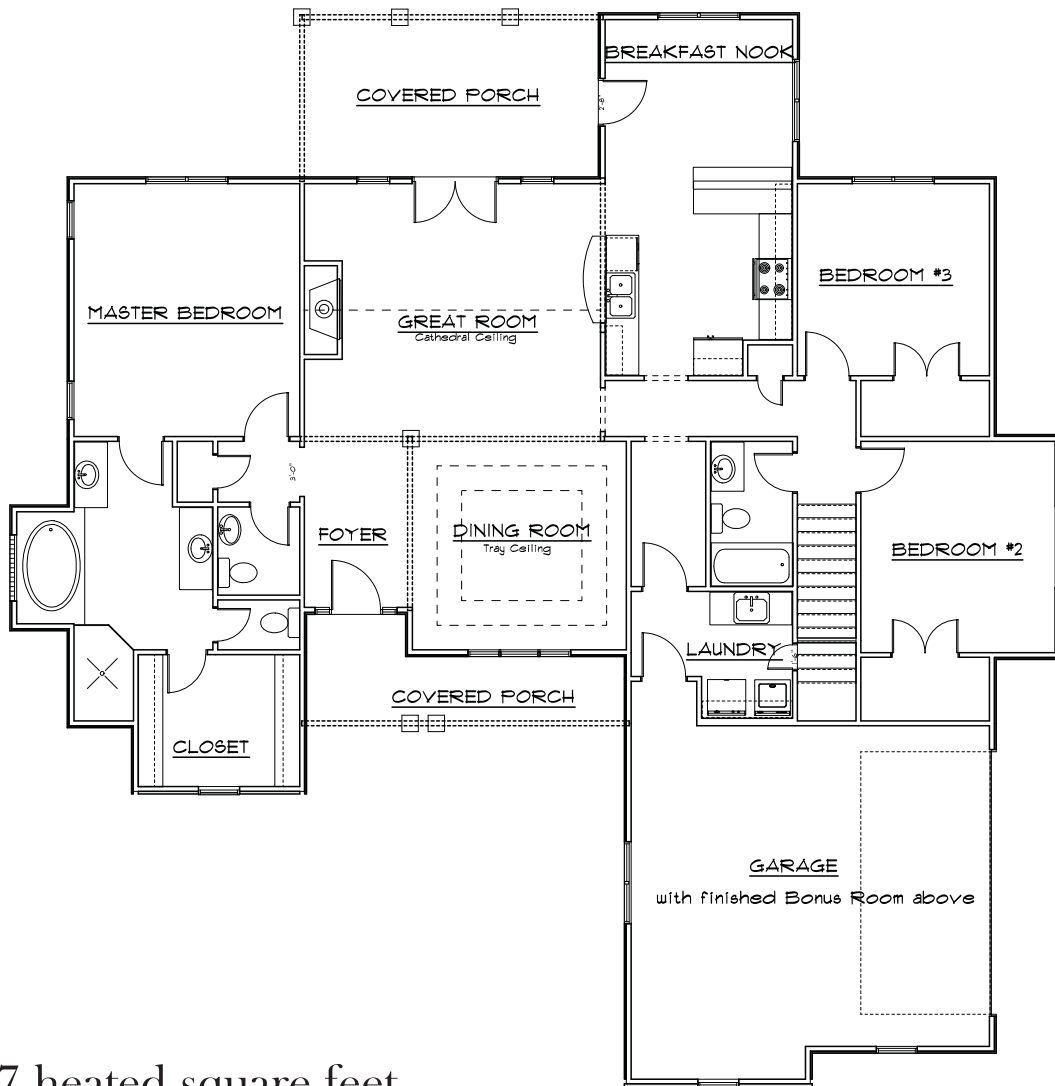 BREAKFAST NOOK
COVERED PORCH
2'-8"
BEDROOM #3
MASTER BEDROOM
GREAT ROOM
Cathedral Ceiling
3'-0"
FOYER
DINING ROOM
Tray Ceiling
BEDROOM #2
LAUNDRY
COVERED PORCH
CLOSET
GARAGE
with finished Bonus Room above
7 heated square feet